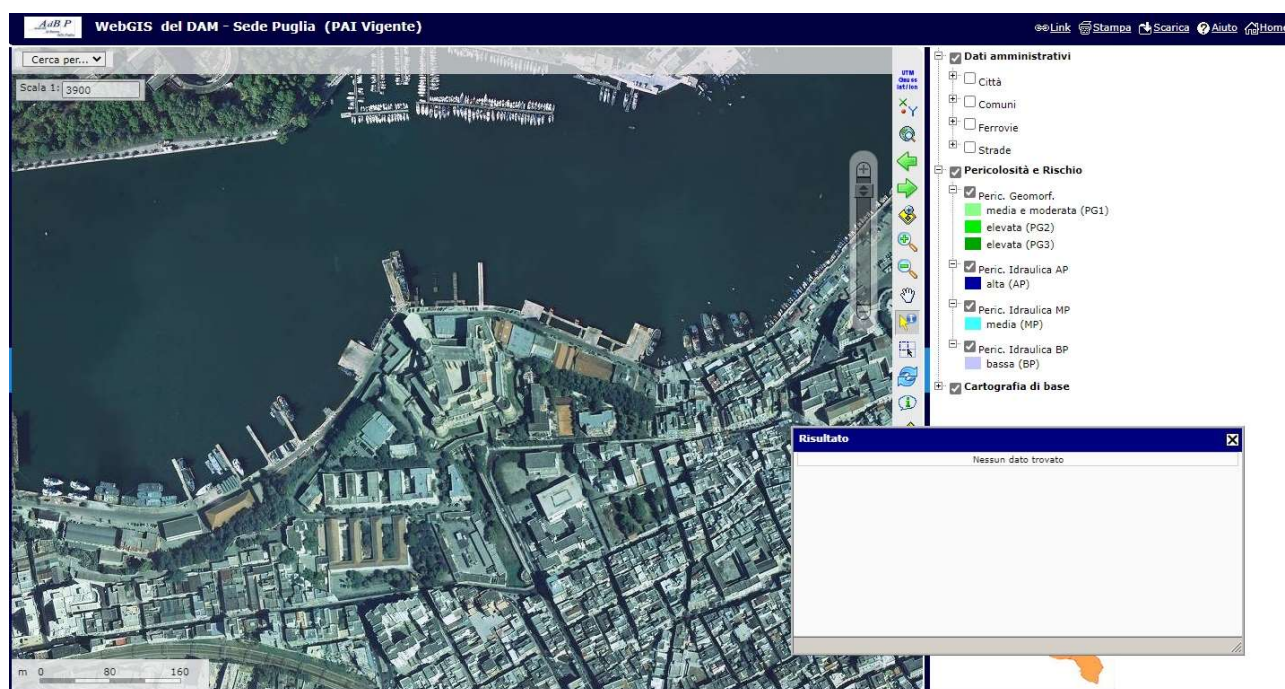 AdB P
WebGIS del DAM - Sede Puglia (PAI Vigente)
Link Stampa Scarica Aiuto Home
Cerca per...
Scala 1: 3900
UTM
Gauss
lat/lon
X
Y
Dati amministrativi
Città
Comuni
Ferrovie
Strade
Pericolosità e Rischio
Peric. Geomorf.
media e moderata (PG1)
elevata (PG2)
elevata (PG3)
Peric. Idraulica AP
alta (AP)
Peric. Idraulica MP
media (MP)
Peric. Idraulica BP
bassa (BP)
Cartografia di base
Risultato
Nessun dato trovato
m 0 80 160